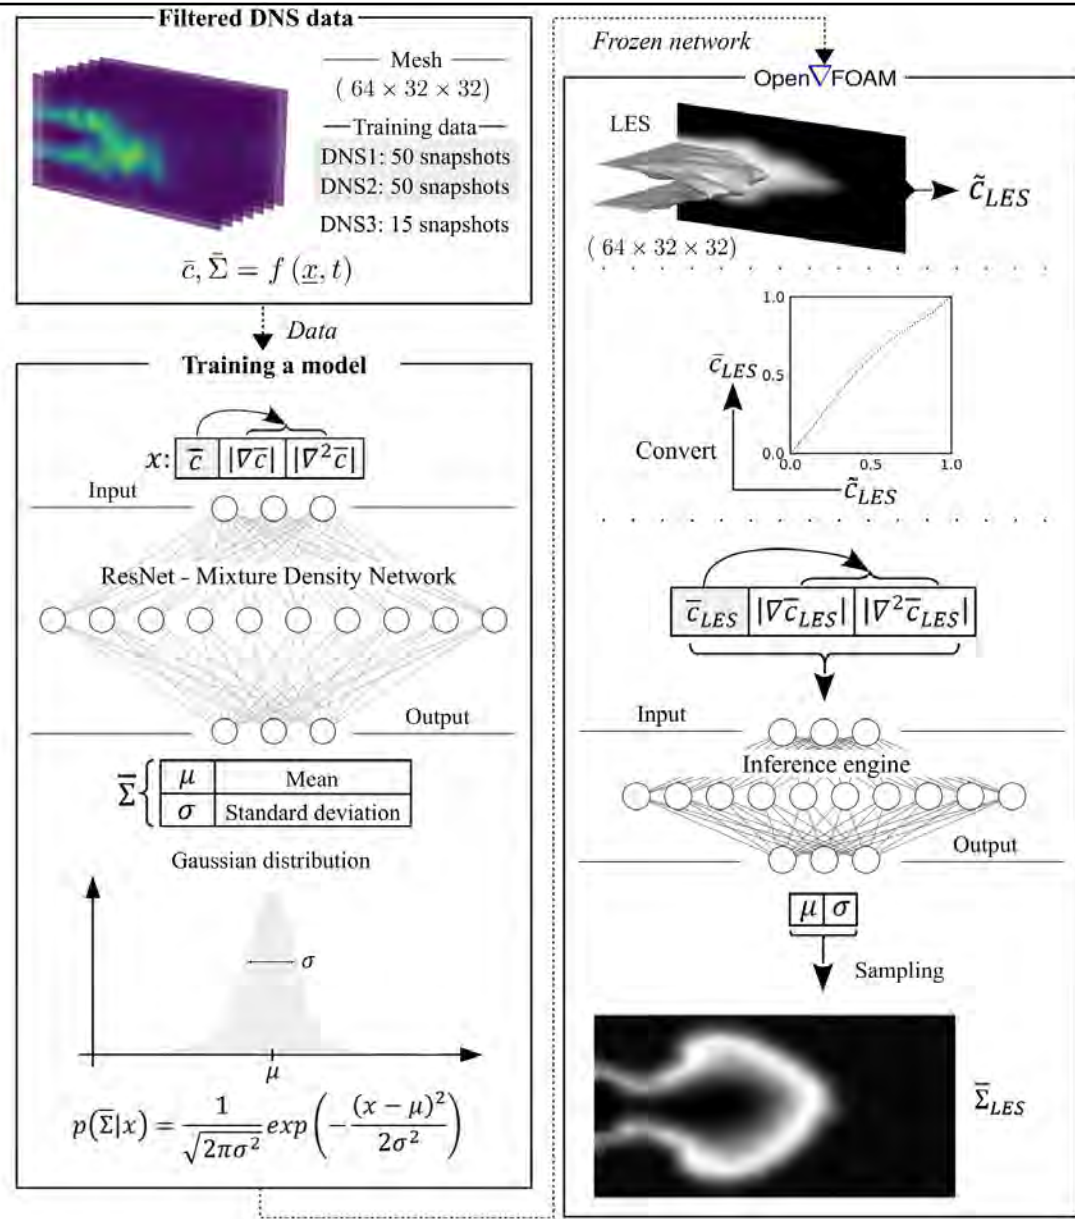 Filtered DNS data
Mesh
( 64 × 32 × 32)
Training data
DNS1: 50 snapshots
DNS2: 50 snapshots
DNS3: 15 snapshots
c̄, Σ̄ = f (x, t)
Data
Training a model
x: c̄ |∇c̄| |∇²c̄|
Input
ResNet - Mixture Density Network
Output
Σ̄ { μ Mean
σ Standard deviation
Gaussian distribution
σ
μ
p(Σ̄|x) = 1/√(2πσ²) exp (−(x − μ)²/2σ²)
Frozen network
Open∇FOAM
LES
c̃_LES
( 64 × 32 × 32)
1.0
c̄_LES 0.5
Convert
0.0
0.0 0.5 1.0
c̃_LES
c̄_LES |∇c̄_LES| |∇²c̄_LES|
Input
Inference engine
Output
μ σ
Sampling
Σ̄_LES